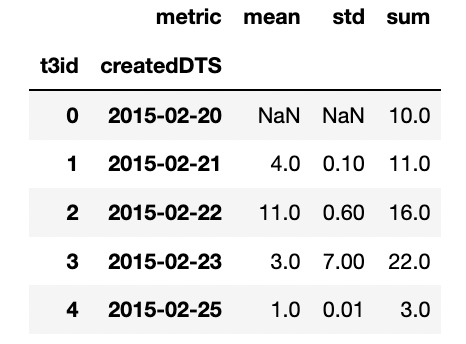 metric mean std sum
t3id createdDTS
0 2015-02-20 NaN NaN 10.0
1 2015-02-21 4.0 0.10 11.0
2 2015-02-22 11.0 0.60 16.0
3 2015-02-23 3.0 7.00 22.0
4 2015-02-25 1.0 0.01 3.0